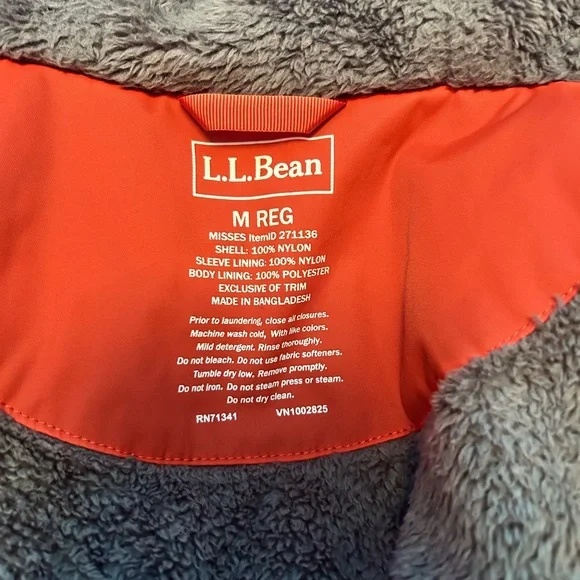 L.L.Bean
M REG
MISSES ItemID 271136
SHELL: 100% NYLON
SLEEVE LINING: 100% NYLON
BODY LINING: 100% POLYESTER
EXCLUSIVE OF TRIM
MADE IN BANGLADESH
Prior to laundering, close all closures.
Machine wash cold, With like colors.
Mild detergent. Rinse thoroughly.
Do not bleach. Do not use fabric softeners.
Tumble dry low. Remove promptly.
Do not iron. Do not steam press or steam.
Do not dry clean.
RN71341 VN1002825